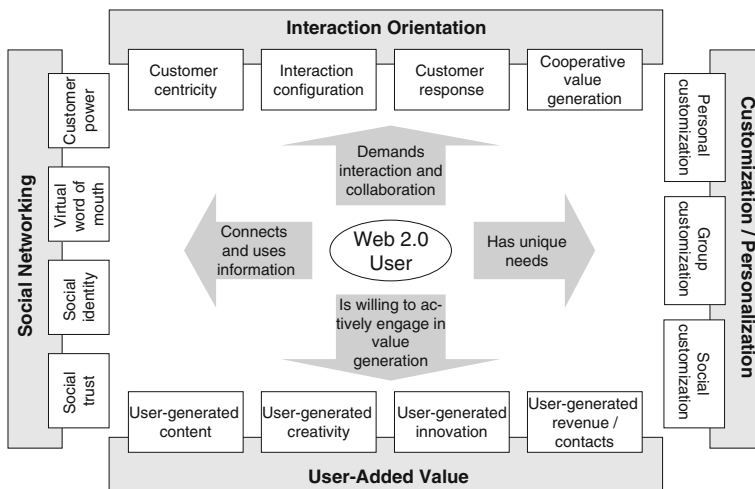 Interaction Orientation
Customer
centricity
Interaction
configuration
Customer
response
Cooperative
value
generation
Social Networking
Customer
power
Virtual
word of
mouth
Social
identity
Social
trust
Demands
interaction and
collaboration
Connects
and uses
information
Web 2.0
User
Has unique
needs
Is willing to ac-
tively engage in
value
generation
Customization / Personalization
Personal
customization
Group
customization
Social
customization
User-generated
content
User-generated
creativity
User-generated
innovation
User-generated
revenue /
contacts
User-Added Value